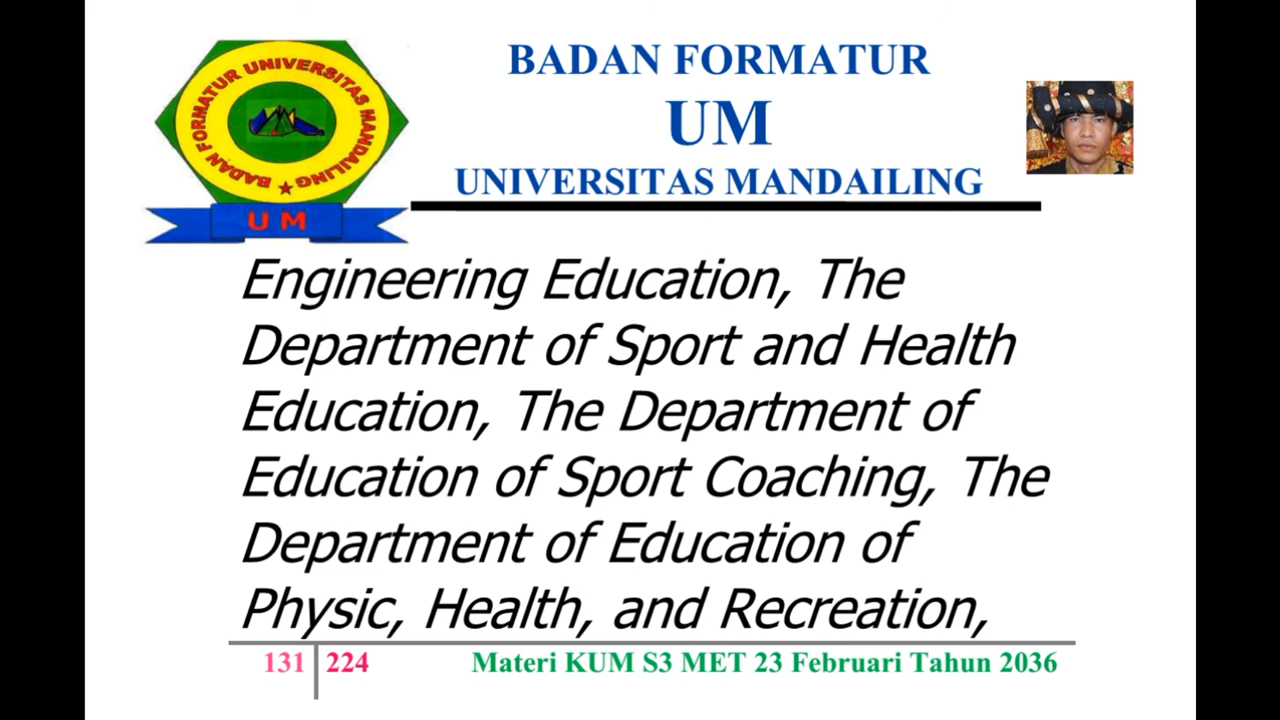 BADAN FORMATUR UNIVERSITAS MANDAILING
U M
BADAN FORMATUR
UM
UNIVERSITAS MANDAILING
Engineering Education, The
Department of Sport and Health
Education, The Department of
Education of Sport Coaching, The
Department of Education of
Physic, Health, and Recreation,
131 224 Materi KUM S3 MET 23 Februari Tahun 2036